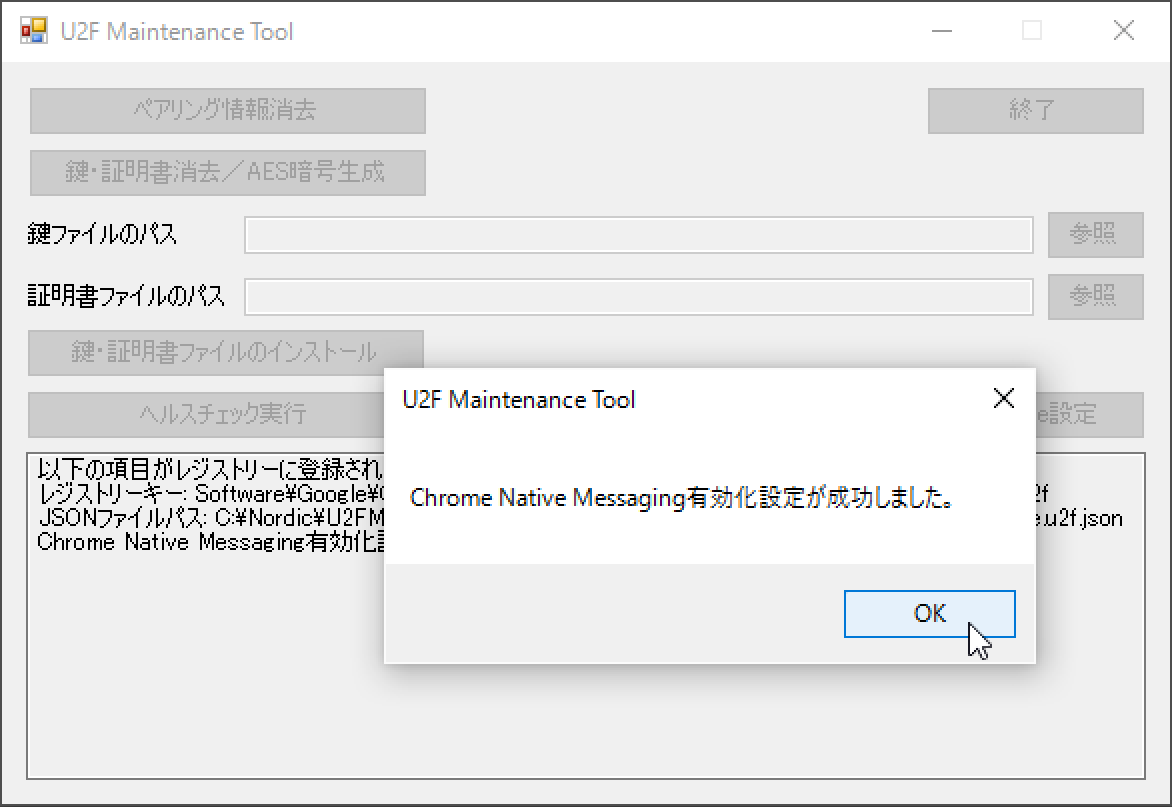 U2F Maintenance Tool
ペアリング情報消去
終了
鍵・証明書消去／AES暗号生成
鍵ファイルのパス
参照
証明書ファイルのパス
参照
鍵・証明書ファイルのインストール
ヘルスチェック実行
e設定
U2F Maintenance Tool
Chrome Native Messaging有効化設定が成功しました。
OK
以下の項目がレジストリーに登録され
レジストリーキー: Software¥Google¥ 2f
JSONファイルパス: C:¥Nordic¥U2FM e.u2f.json
Chrome Native Messaging有効化